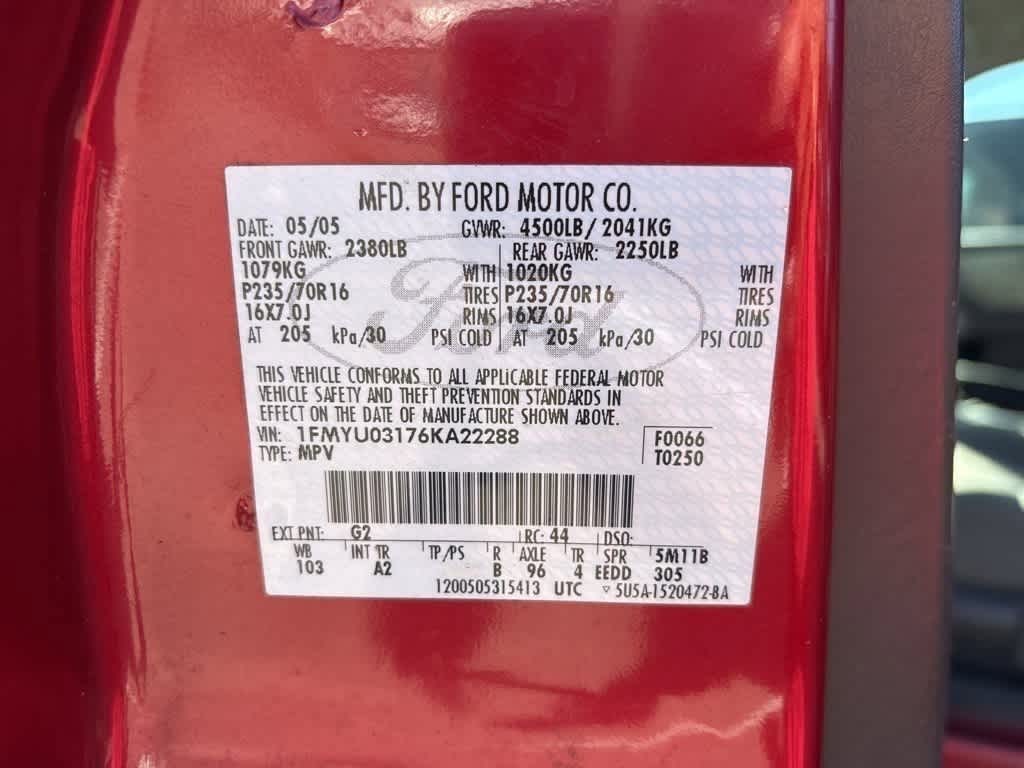 MFD. BY FORD MOTOR CO.
DATE: 05/05 GVWR: 4500LB/ 2041KG
FRONT GAWR: 2380LB REAR GAWR: 2250LB
1079KG WITH 1020KG WITH
P235/70R16 TIRES P235/70R16 TIRES
16X7.0J RIMS 16X7.0J RIMS
AT 205 kPa/30 PSI COLD AT 205 kPa/30 PSI COLD
Ford
THIS VEHICLE CONFORMS TO ALL APPLICABLE FEDERAL MOTOR
VEHICLE SAFETY AND THEFT PREVENTION STANDARDS IN
EFFECT ON THE DATE OF MANUFACTURE SHOWN ABOVE.
VIN: 1FMYU03176KA22288 F0066
TYPE: MPV T0250
EXT PNT: G2 RC: 44 DSO:
WB INT TR TP/PS R AXLE TR SPR 5M11B
103 A2 B 96 4 EEDD 305
1200505315413 UTC ▿ 5U5A-1520472-BA